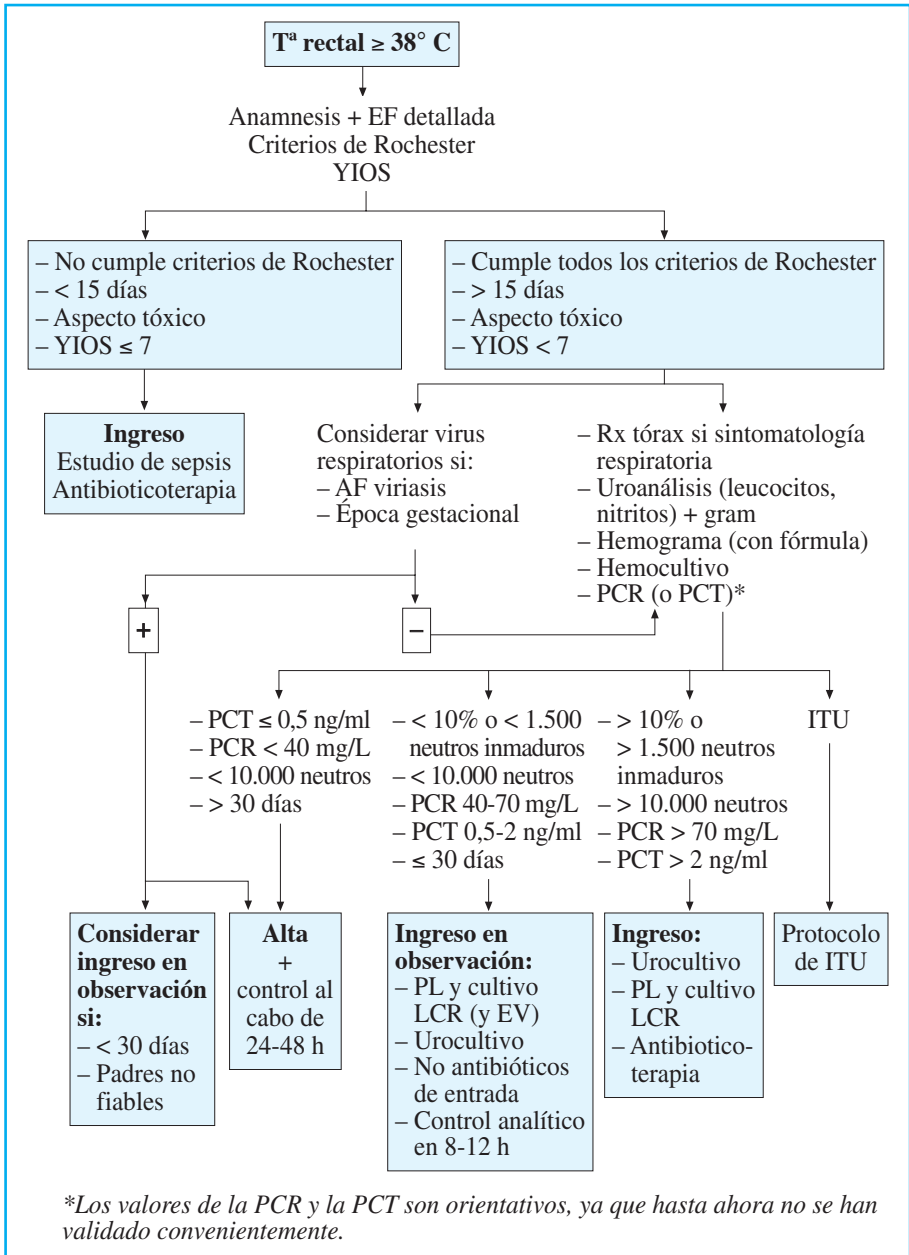 Tª rectal ≥ 38° C
Anamnesis + EF detallada
Criterios de Rochester
YIOS
– No cumple criterios de Rochester
– < 15 días
– Aspecto tóxico
– YIOS ≤ 7
– Cumple todos los criterios de Rochester
– > 15 días
– Aspecto tóxico
– YIOS < 7
Ingreso
Estudio de sepsis
Antibioticoterapia
Considerar virus
respiratorios si:
– AF viriasis
– Época gestacional
– Rx tórax si sintomatología
respiratoria
– Uroanálisis (leucocitos,
nitritos) + gram
– Hemograma (con fórmula)
– Hemocultivo
– PCR (o PCT)*
+
–
– PCT ≤ 0,5 ng/ml
– PCR < 40 mg/L
– < 10.000 neutros
– > 30 días
– < 10% o < 1.500
neutros inmaduros
– < 10.000 neutros
– PCR 40-70 mg/L
– PCT 0,5-2 ng/ml
– ≤ 30 días
– > 10% o
> 1.500 neutros
inmaduros
– > 10.000 neutros
– PCR > 70 mg/L
– PCT > 2 ng/ml
ITU
Considerar
ingreso en
observación
si:
– < 30 días
– Padres no
fiables
Alta
+
control al
cabo de
24-48 h
Ingreso en
observación:
– PL y cultivo
LCR (y EV)
– Urocultivo
– No antibióticos
de entrada
– Control analítico
en 8-12 h
Ingreso:
– Urocultivo
– PL y cultivo
LCR
– Antibiotico-
terapia
Protocolo
de ITU
*Los valores de la PCR y la PCT son orientativos, ya que hasta ahora no se han
validado convenientemente.